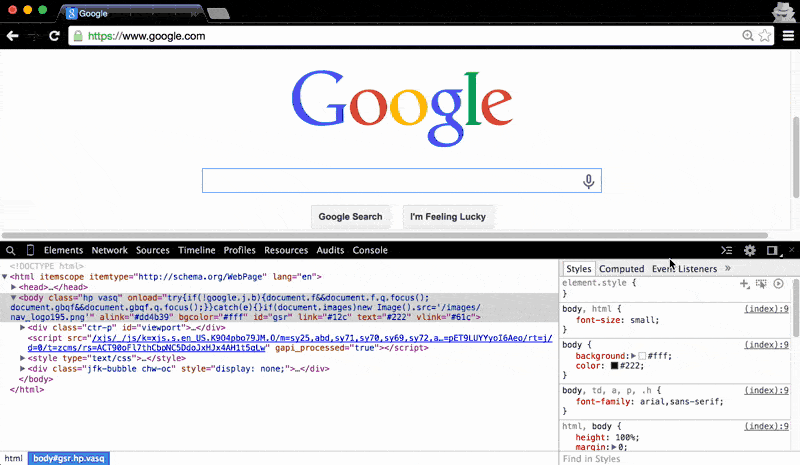 Google
https://www.google.com
Google
Google Search
I'm Feeling Lucky
Elements Network Sources Timeline Profiles Resources Audits Console
<!DOCTYPE html>
▼<html itemscope itemtype="http://schema.org/WebPage" lang="en">
▶<head>…</head>
▼<body class="hp vasq" onload="try{if(!google.j.b){document.f&&document.f.q.focus();
document.gbqf&&document.gbqf.q.focus();}}catch(e){}if(document.images)new Image().src='/images/
nav_logo195.png'" alink="#dd4b39" bgcolor="#fff" id="gsr" link="#12c" text="#222" vlink="#61c">
▶<div class="ctr-p" id="viewport">…</div>
<script src="/xjs/_/js/k=xjs.s.en_US.K904pbo79JM.O/m=sy25,abd,sy71,sy70,sy69,sy72,a…=pET9LUYYyoI6Aeo/rt=j/
d=0/t=zcms/rs=ACT90oFl7thCbpNC5DdoJxHJx4AH1t5qLw" gapi_processed="true"></script>
▶<style type="text/css">…</style>
▶<div class="jfk-bubble chw-oc" style="display: none;">…</div>
</body>
</html>
html body#gsr.hp.vasq
Styles Computed Event Listeners »
element.style {
}
body, html { (index):9
font-size: small;
}
body { (index):9
background:▶#fff;
color: #222;
}
body, td, a, p, .h { (index):9
font-family: arial,sans-serif;
}
html, body { (index):9
height: 100%;
margin:▶0;
Find in Styles